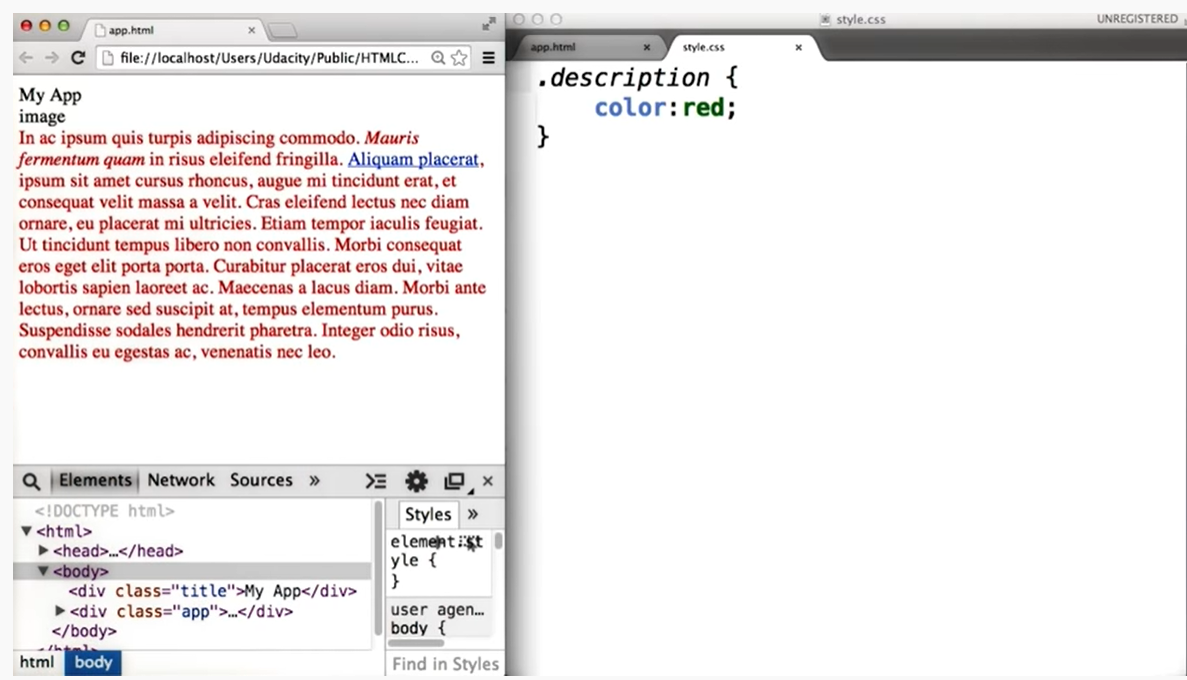 app.html
file://localhost/Users/Udacity/Public/HTMLC...
My App
image
In ac ipsum quis turpis adipiscing commodo. Mauris
fermentum quam in risus eleifend fringilla. Aliquam placerat,
ipsum sit amet cursus rhoncus, augue mi tincidunt erat, et
consequat velit massa a velit. Cras eleifend lectus nec diam
ornare, eu placerat mi ultricies. Etiam tempor iaculis feugiat.
Ut tincidunt tempus libero non convallis. Morbi consequat
eros eget elit porta porta. Curabitur placerat eros dui, vitae
lobortis sapien laoreet ac. Maecenas a lacus diam. Morbi ante
lectus, ornare sed suscipit at, tempus elementum purus.
Suspendisse sodales hendrerit pharetra. Integer odio risus,
convallis eu egestas ac, venenatis nec leo.
Elements Network Sources »
<!DOCTYPE html>
<html>
<head>…</head>
<body>
<div class="title">My App</div>
<div class="app">…</div>
</body>
</html>
html body
Styles »
element.st
yle {
}
user agen…
body {
Find in Styles
style.css
UNREGISTERED
app.html
style.css
.description {
color:red;
}